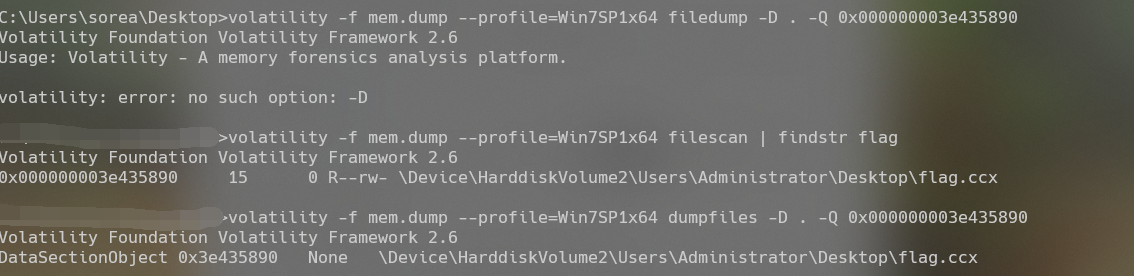 C:\Users\sorea\Desktop>volatility -f mem.dump --profile=Win7SP1x64 filedump -D . -Q 0x000000003e435890
Volatility Foundation Volatility Framework 2.6
Usage: Volatility - A memory forensics analysis platform.
volatility: error: no such option: -D
>volatility -f mem.dump --profile=Win7SP1x64 filescan | findstr flag
Volatility Foundation Volatility Framework 2.6
0x000000003e435890     15      0 R--rw- \Device\HarddiskVolume2\Users\Administrator\Desktop\flag.ccx
>volatility -f mem.dump --profile=Win7SP1x64 dumpfiles -D . -Q 0x000000003e435890
Volatility Foundation Volatility Framework 2.6
DataSectionObject 0x3e435890   None   \Device\HarddiskVolume2\Users\Administrator\Desktop\flag.ccx